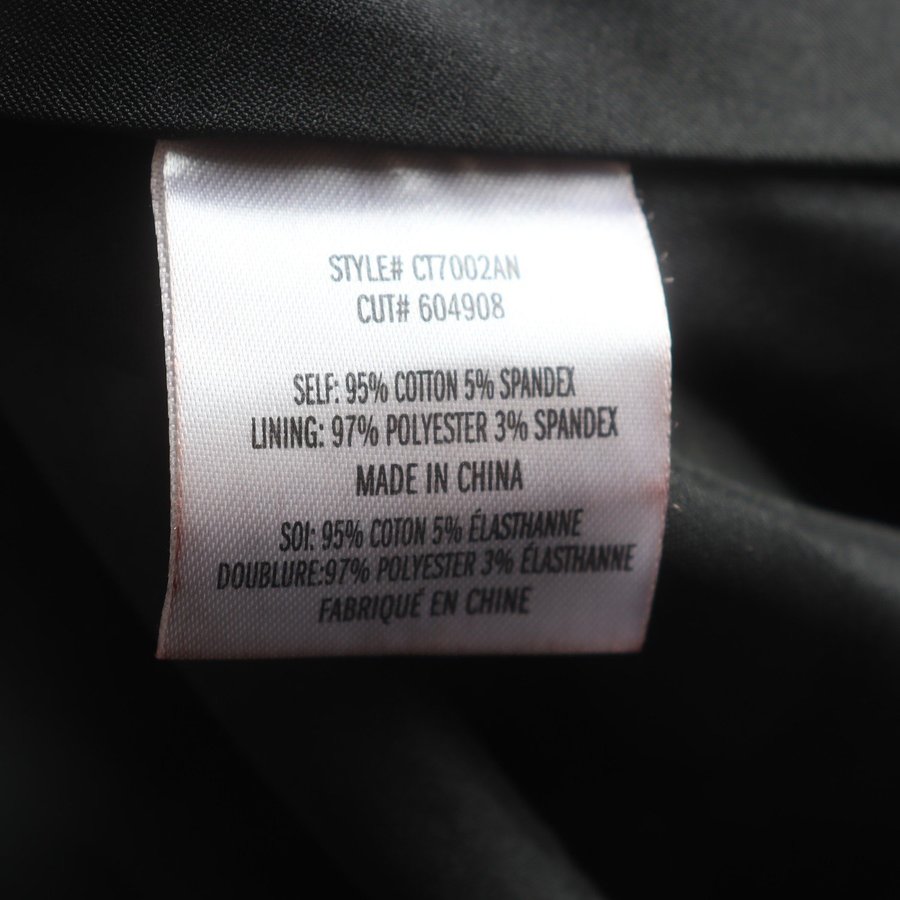 STYLE# CT7002AN
CUT# 604908
SELF: 95% COTTON 5% SPANDEX
LINING: 97% POLYESTER 3% SPANDEX
MADE IN CHINA
SOI: 95% COTON 5% ÉLASTHANNE
DOUBLURE:97% POLYESTER 3% ÉLASTHANNE
FABRIQUÉ EN CHINE